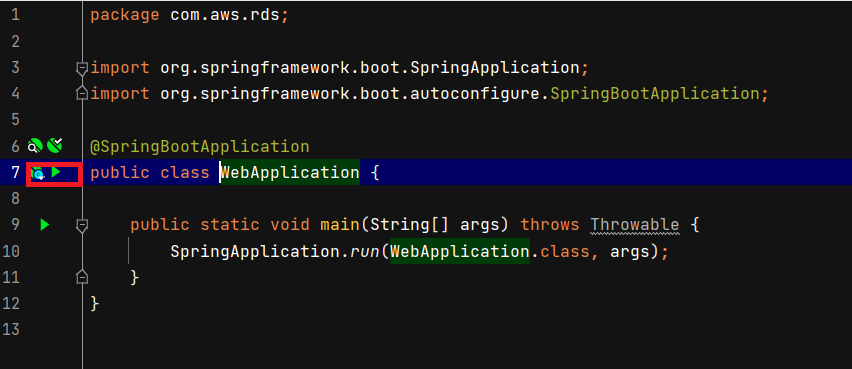 1 package com.aws.rds;
2
3 import org.springframework.boot.SpringApplication;
4 import org.springframework.boot.autoconfigure.SpringBootApplication;
5
6 @SpringBootApplication
7 public class WebApplication {
8
9 public static void main(String[] args) throws Throwable {
10 SpringApplication.run(WebApplication.class, args);
11 }
12 }
13